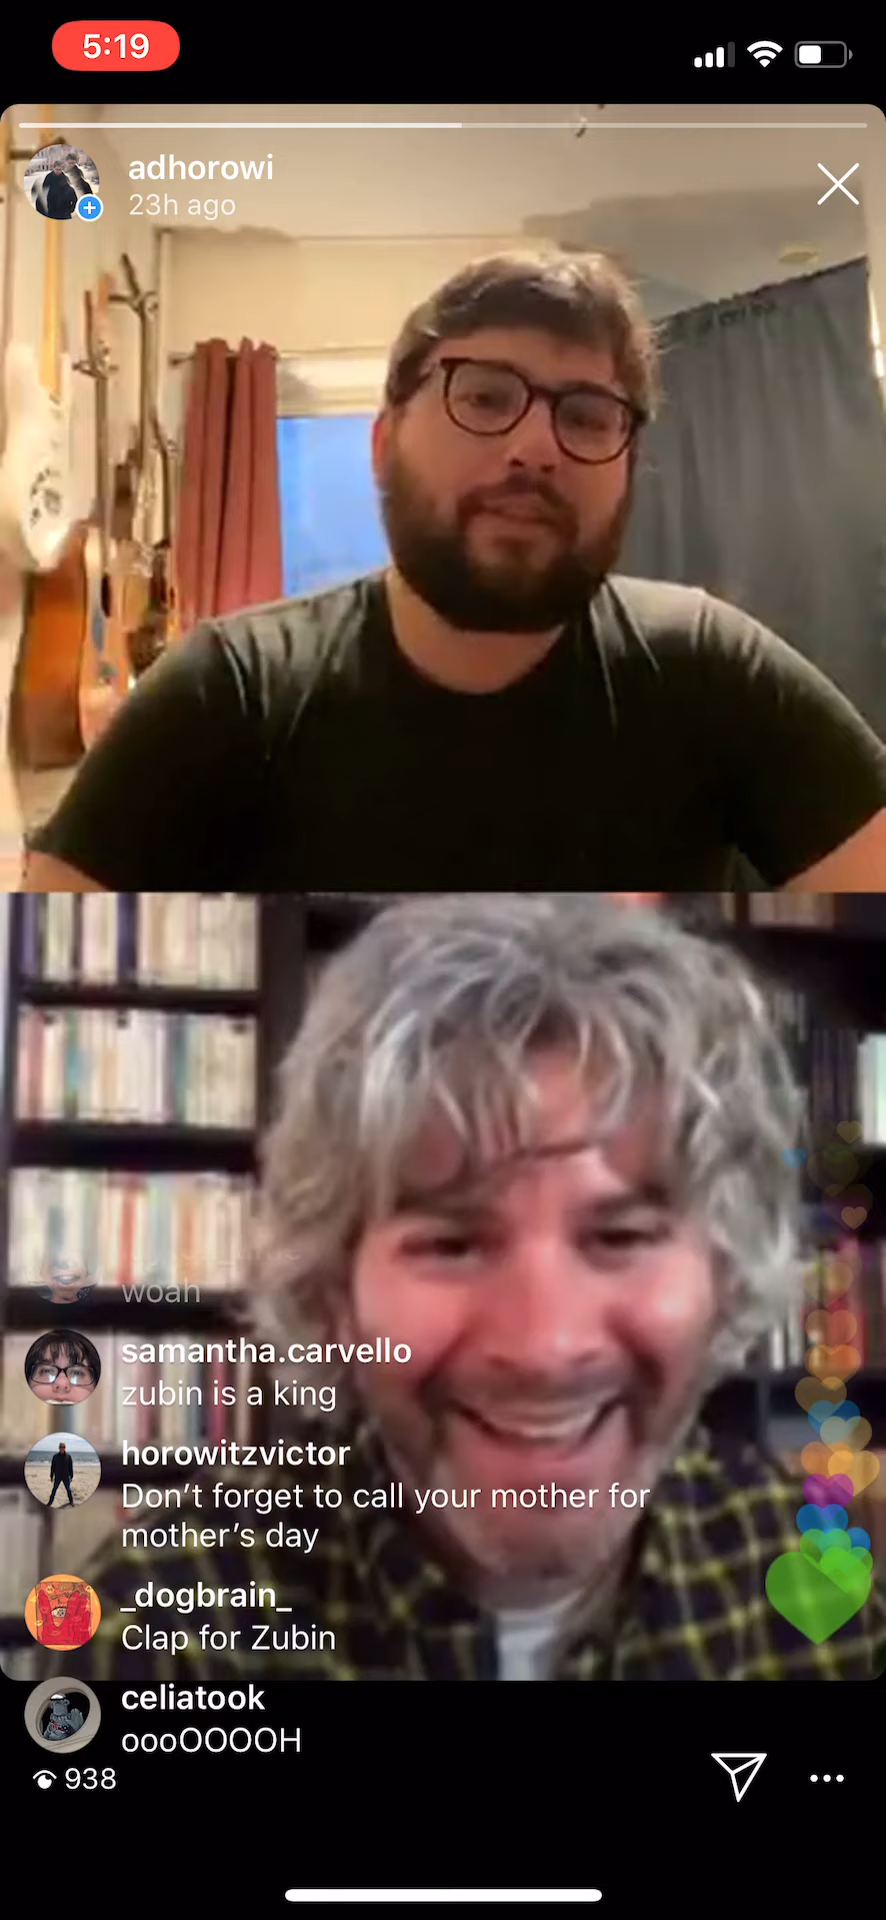 5:19
adhorowi
23h ago
woah
samantha.carvello
zubin is a king
horowitzvictor
Don’t forget to call your mother for
mother’s day
_dogbrain_
Clap for Zubin
celiatook
oooOOOOH
938